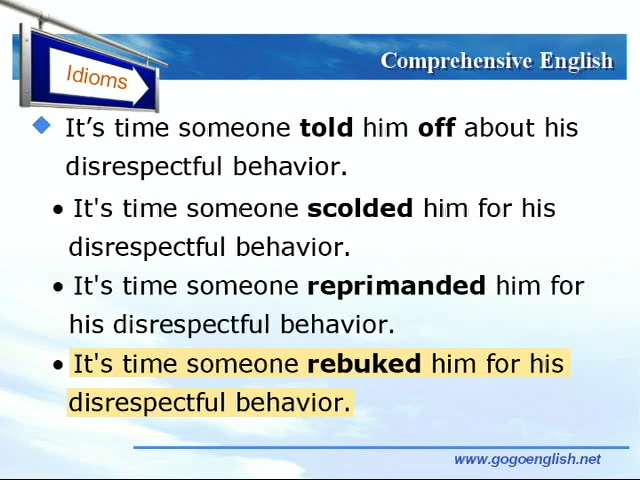 Idioms
Comprehensive English
It’s time someone told him off about his
disrespectful behavior.
• It's time someone scolded him for his
disrespectful behavior.
• It's time someone reprimanded him for
his disrespectful behavior.
• It's time someone rebuked him for his
disrespectful behavior.
www.gogoenglish.net